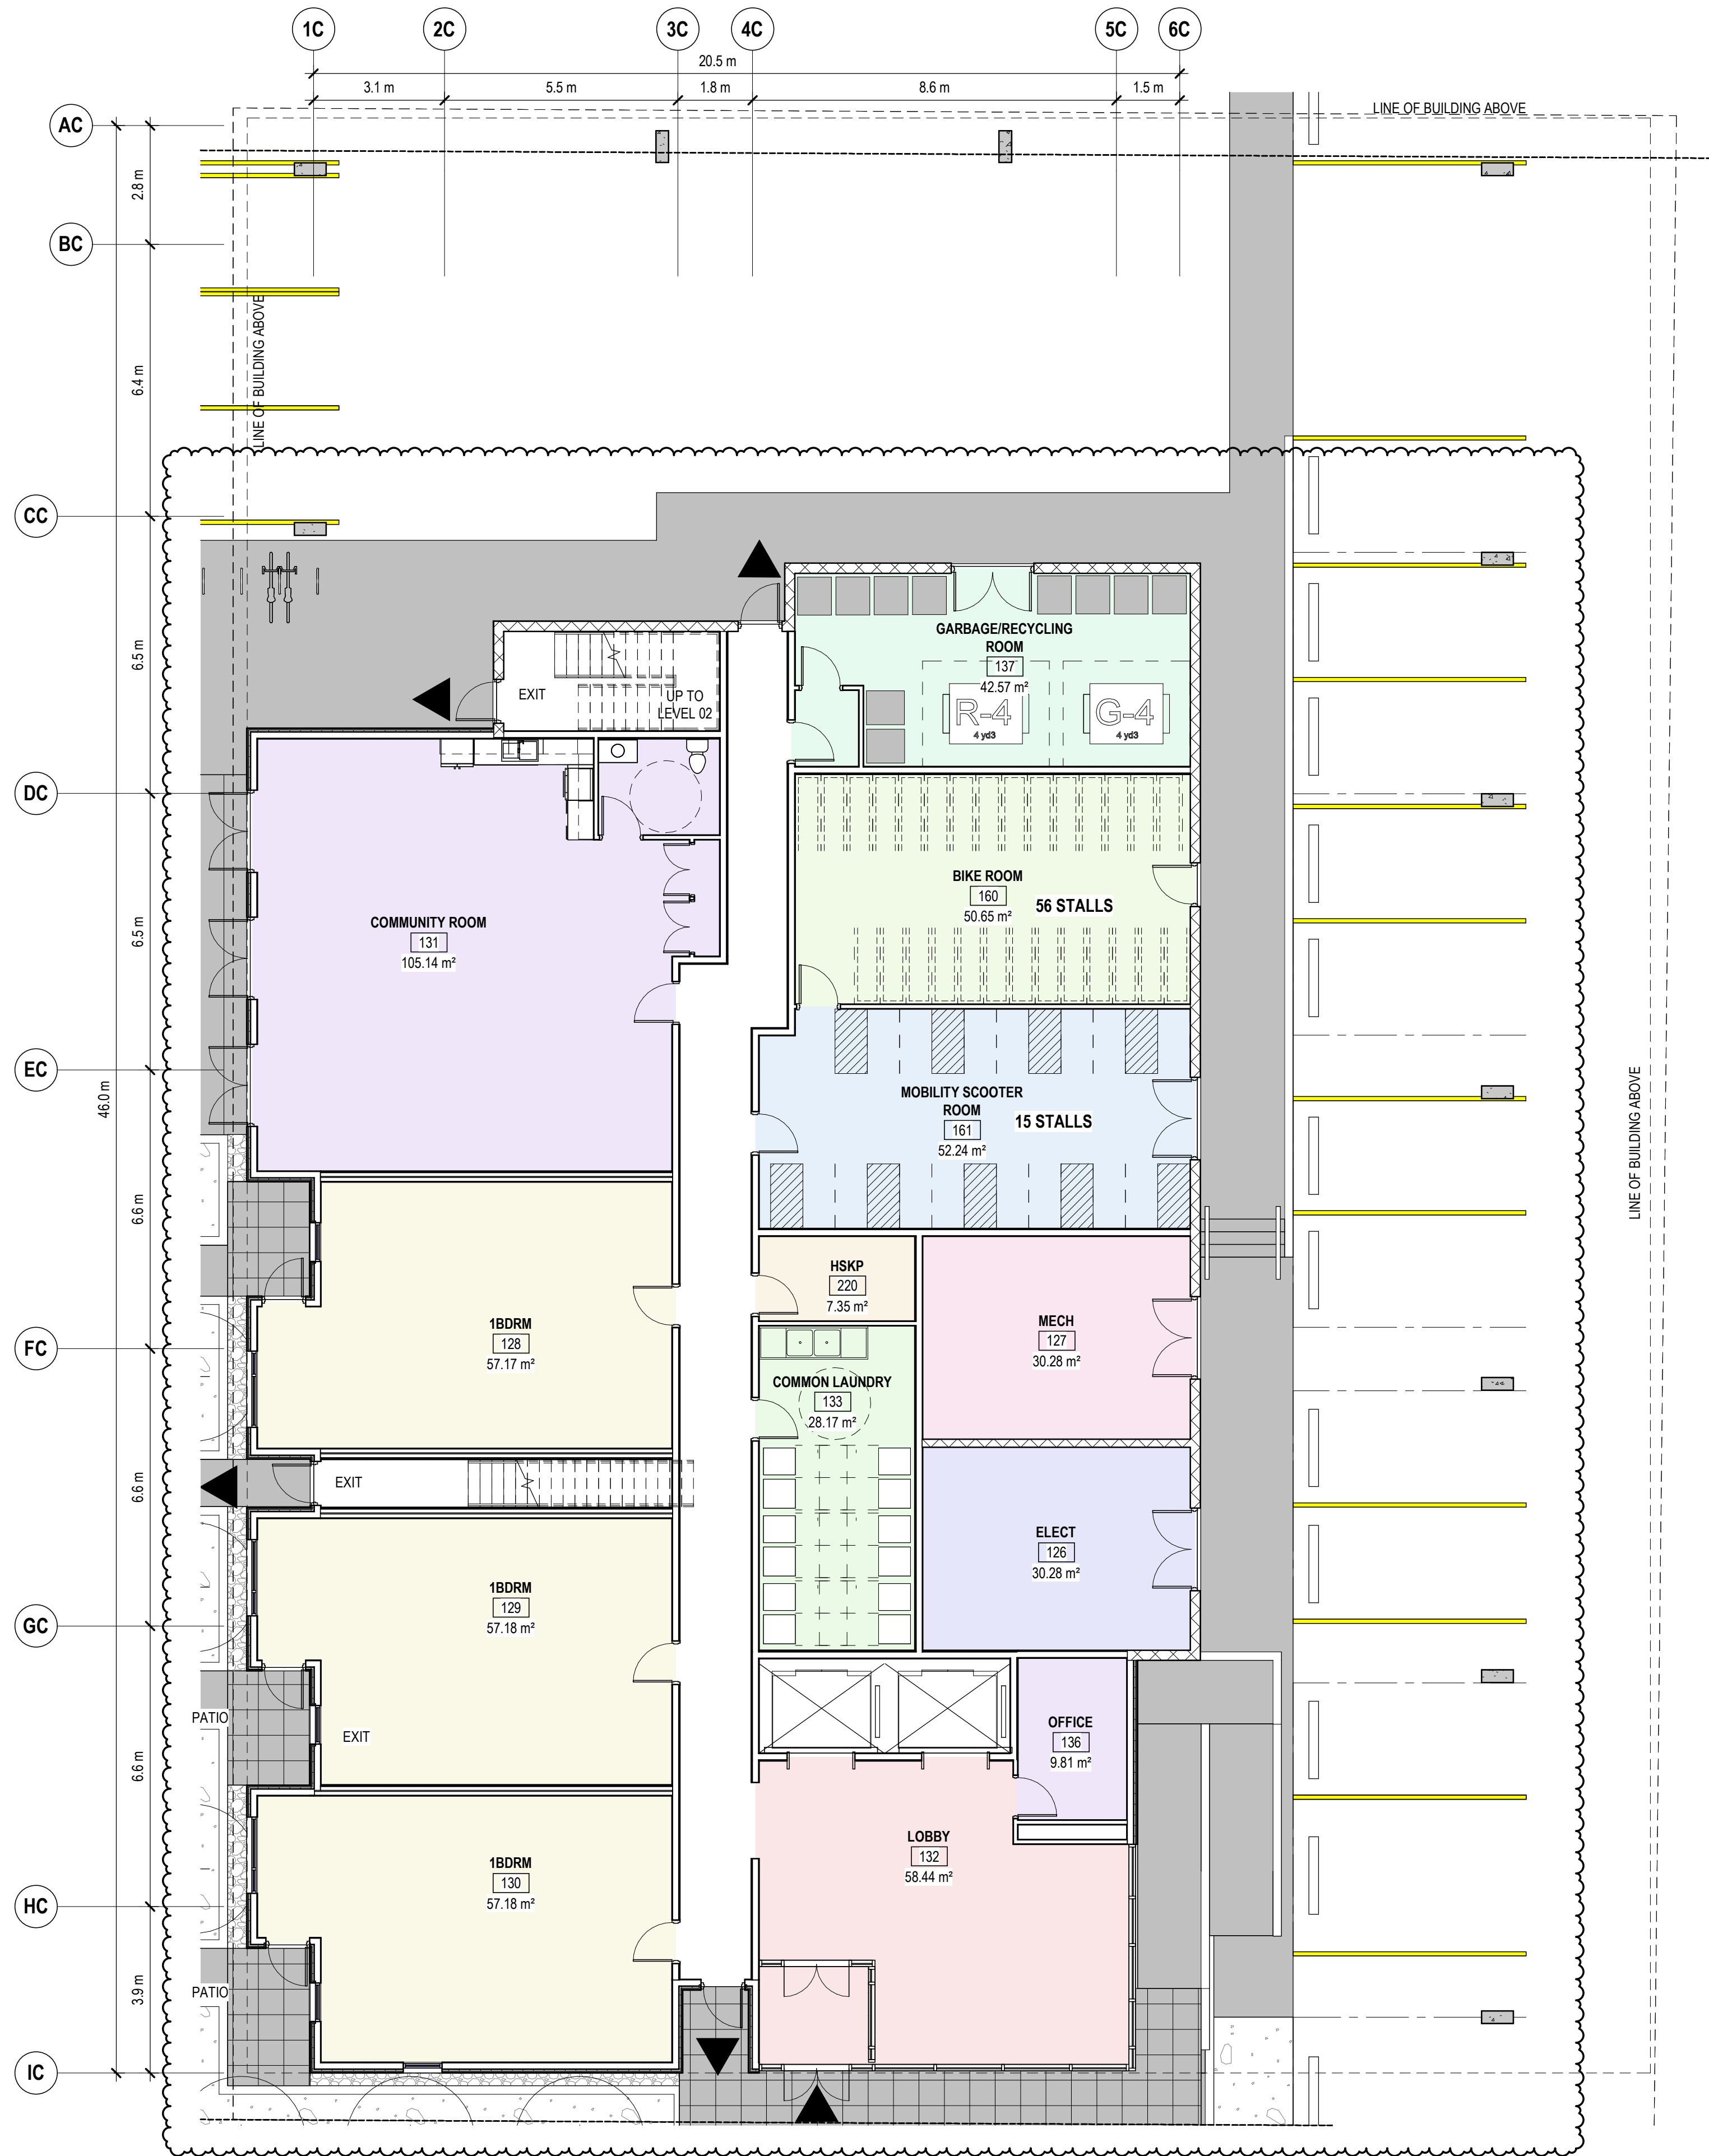 1C
2C
3C
4C
5C
6C
20.5 m
3.1 m
5.5 m
1.8 m
8.6 m
1.5 m
LINE OF BUILDING ABOVE
AC
2.8 m
BC
LINE OF BUILDING ABOVE
6.4 m
CC
6.5 m
GARBAGE/RECYCLING
ROOM
137
42.57 m²
EXIT
UP TO
LEVEL 02
R-4
4 yd3
G-4
4 yd3
DC
BIKE ROOM
160
50.65 m²
56 STALLS
COMMUNITY ROOM
131
105.14 m²
6.5 m
EC
46.0 m
MOBILITY SCOOTER
ROOM
161
52.24 m²
15 STALLS
LINE OF BUILDING ABOVE
6.6 m
HSKP
220
7.35 m²
1BDRM
128
57.17 m²
MECH
127
30.28 m²
FC
COMMON LAUNDRY
133
28.17 m²
EXIT
6.6 m
ELECT
126
30.28 m²
1BDRM
129
57.18 m²
GC
PATIO
EXIT
OFFICE
136
9.81 m²
6.6 m
LOBBY
132
58.44 m²
1BDRM
130
57.18 m²
HC
PATIO
3.9 m
IC